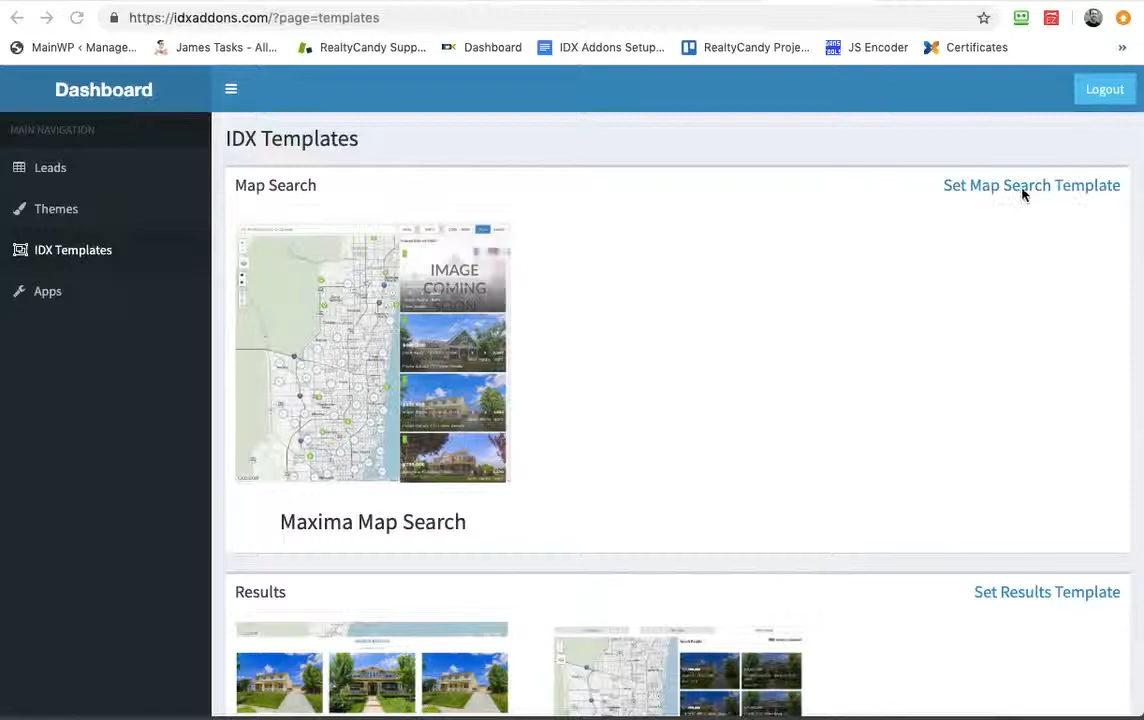 https://idxaddons.com/?page=templates
MainWP ‹ Manage... James Tasks - All... RealtyCandy Supp... Dashboard IDX Addons Setup... RealtyCandy Proje... JS Encoder Certificates »
Dashboard
Logout
MAIN NAVIGATION
Leads
Themes
IDX Templates
Apps
IDX Templates
Map Search
Set Map Search Template
IMAGE
COMING
SOON
Maxima Map Search
Results
Set Results Template